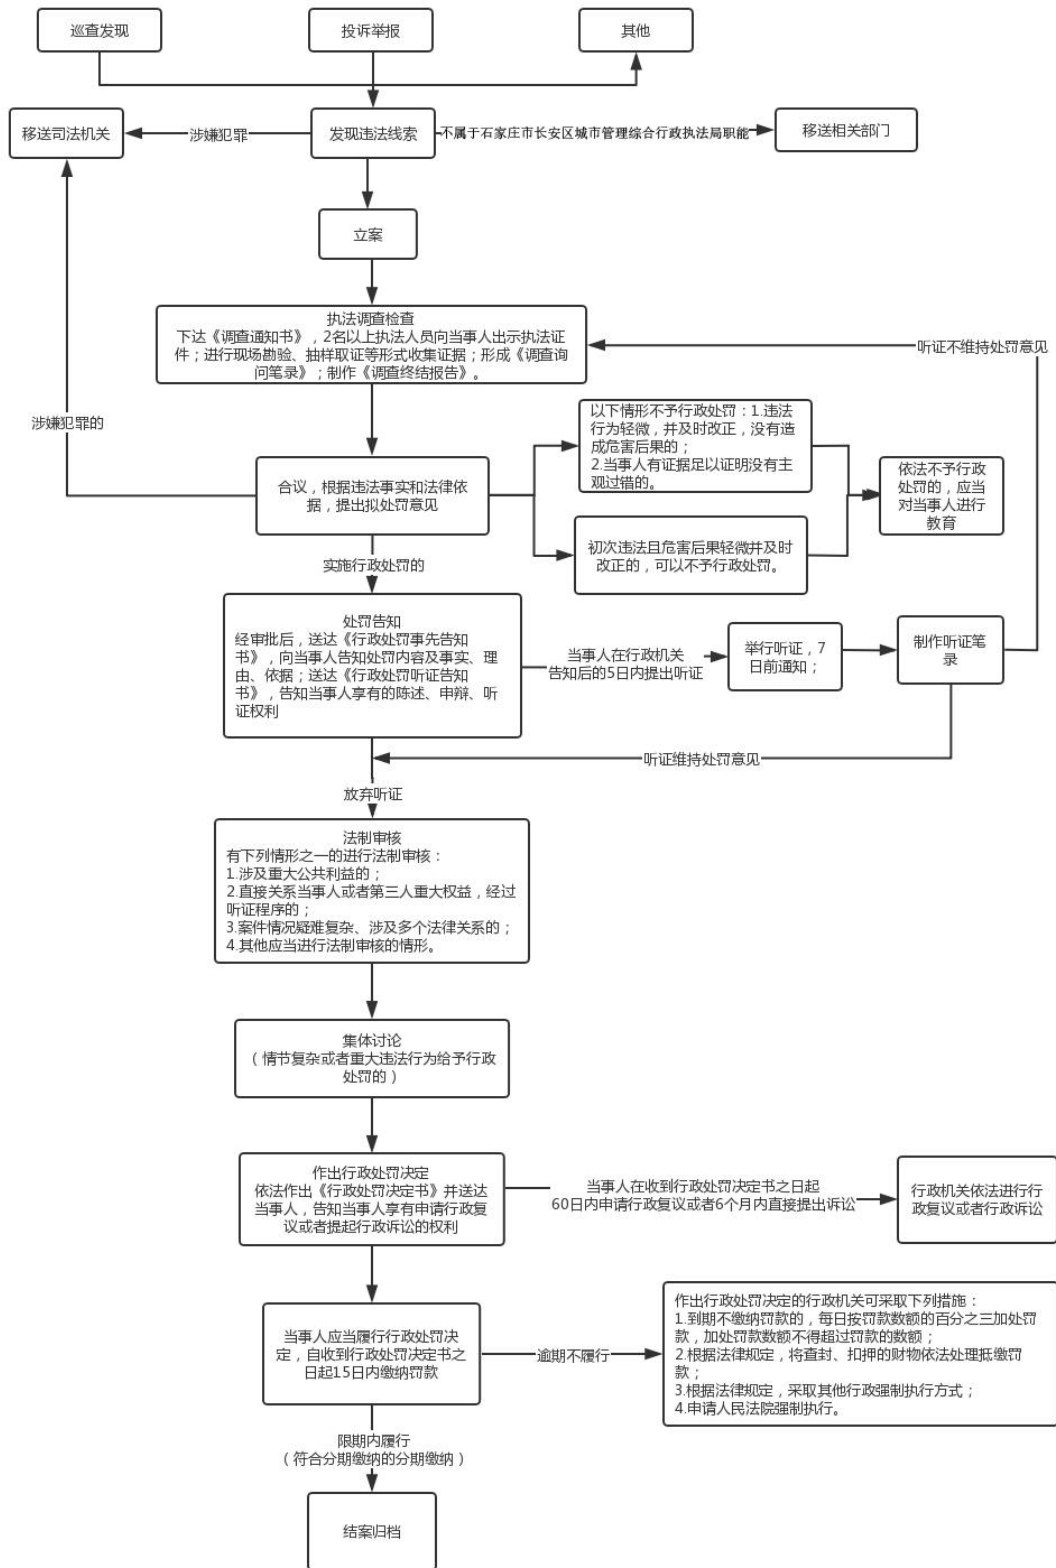 巡查发现
投诉举报
其他
移送司法机关
涉嫌犯罪
发现违法线索
不属于石家庄市长安区城市管理综合行政执法局职能
移送相关部门
立案
执法调查检查
下达《调查通知书》，2名以上执法人员向当事人出示执法证
件；进行现场勘验、抽样取证等形式收集证据；形成《调查询
问笔录》；制作《调查终结报告》。
听证不维持处罚意见
涉嫌犯罪的
合议，根据违法事实和法律依
据，提出拟处罚意见
以下情形不予行政处罚：1.违法
行为轻微，并及时改正，没有造
成危害后果的；
2.当事人有证据足以证明没有主
观过错的。
初次违法且危害后果轻微并及时
改正的，可以不予行政处罚。
依法不予行政
处罚的，应当
对当事人进行
教育
实施行政处罚的
处罚告知
经审批后，送达《行政处罚事先告知
书》，向当事人告知处罚内容及事实、理
由、依据；送达《行政处罚听证告知
书》，告知当事人享有的陈述、申辩、听
证权利
当事人在行政机关
告知后的5日内提出听证
举行听证，7
日前通知；
制作听证笔
录
听证维持处罚意见
放弃听证
法制审核
有下列情形之一的进行法制审核：
1.涉及重大公共利益的；
2.直接关系当事人或者第三人重大权益，经过
听证程序的；
3.案件情况疑难复杂、涉及多个法律关系的；
4.其他应当进行法制审核的情形。
集体讨论
（情节复杂或者重大违法行为给予行政
处罚的）
作出行政处罚决定
依法作出《行政处罚决定书》并送达
当事人，告知当事人享有申请行政复
议或者提起行政诉讼的权利
当事人在收到行政处罚决定书之日起
60日内申请行政复议或者6个月内直接提出诉讼
行政机关依法进行行
政复议或者行政诉讼
当事人应当履行行政处罚决
定，自收到行政处罚决定书之
日起15日内缴纳罚款
逾期不履行
作出行政处罚决定的行政机关可采取下列措施：
1.到期不缴纳罚款的，每日按罚款数额的百分之三加处罚
款，加处罚款数额不得超过罚款的数额；
2.根据法律规定，将查封、扣押的财物依法处理抵缴罚
款；
3.根据法律规定，采取其他行政强制执行方式；
4.申请人民法院强制执行。
限期内履行
（符合分期缴纳的分期缴纳）
结案归档